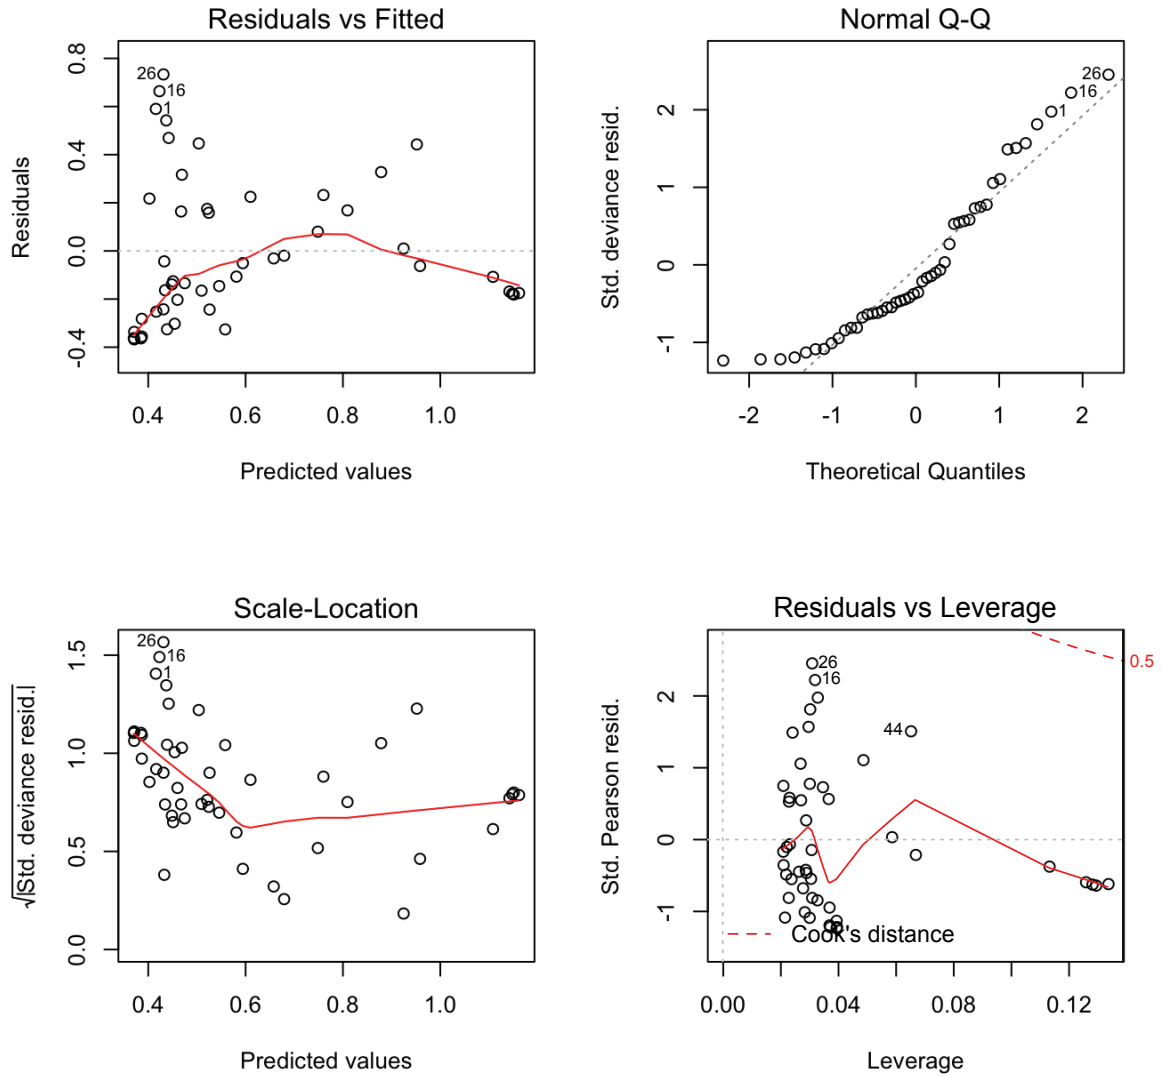 Residuals vs Fitted
0.8
0.4
0.0
-0.4
Residuals
26
16
1
0.4 0.6 0.8 1.0
Predicted values
Normal Q-Q
2
1
0
-1
Std. deviance resid.
26
16
1
-2 -1 0 1 2
Theoretical Quantiles
Scale-Location
1.5
1.0
0.5
0.0
√|Std. deviance resid.|
26
16
1
0.4 0.6 0.8 1.0
Predicted values
Residuals vs Leverage
2
1
0
-1
Std. Pearson resid.
26
16
44
0.5
Cook's distance
0.00 0.04 0.08 0.12
Leverage